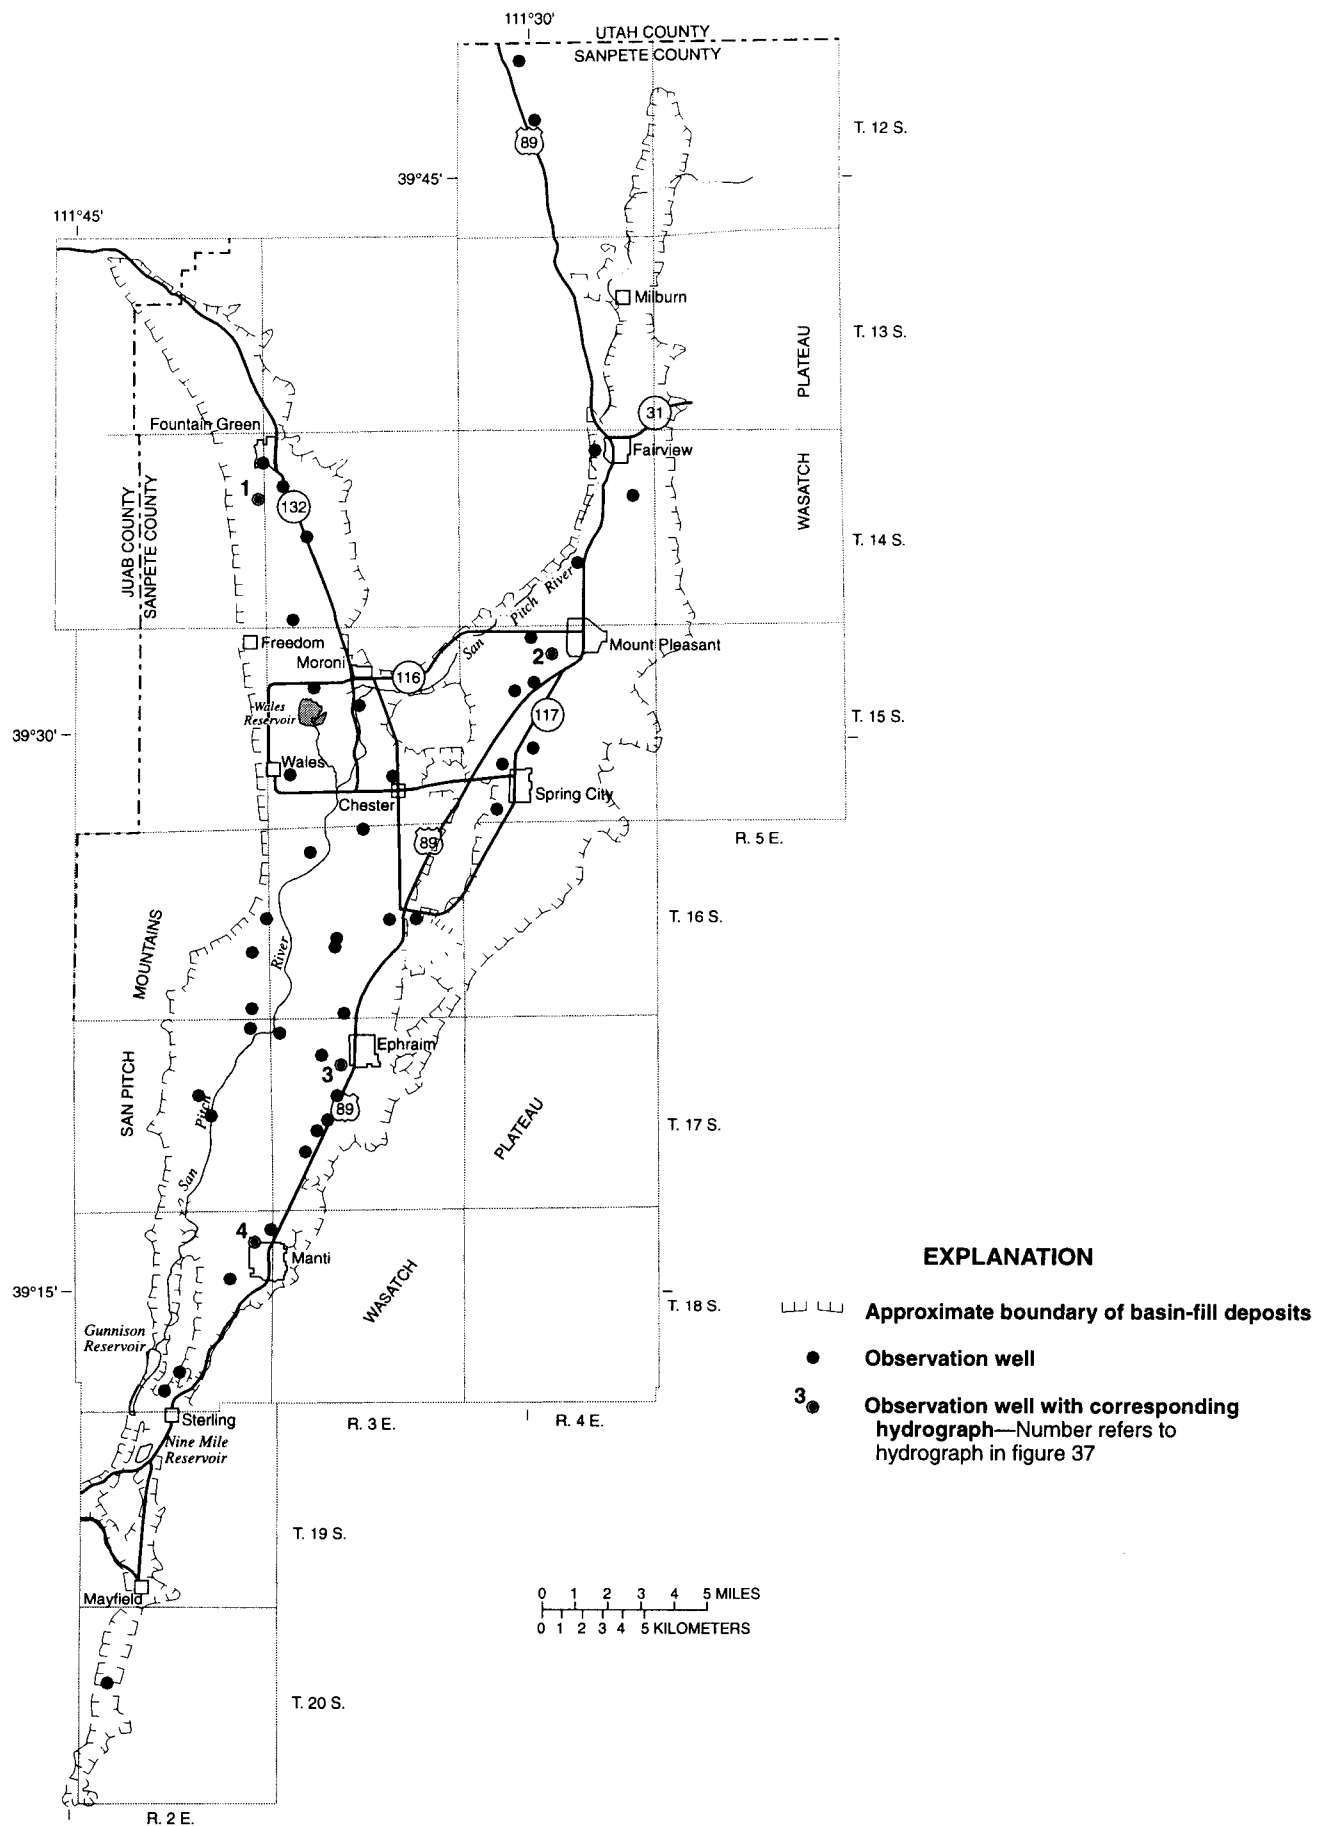 111°30'
UTAH COUNTY
SANPETE COUNTY
T. 12 S.
89
39°45'
111°45'
Milburn
T. 13 S.
PLATEAU
31
Fountain Green
Fairview
WASATCH
1
132
JUAB COUNTY
SANPETE COUNTY
T. 14 S.
San Pitch River
Freedom
Moroni
2
Mount Pleasant
116
Wales
Reservoir
117
T. 15 S.
39°30'
Wales
Chester
Spring City
89
R. 5 E.
T. 16 S.
MOUNTAINS
River
Ephraim
3
SAN PITCH
89
Pitch
PLATEAU
T. 17 S.
San
4
Manti
WASATCH
39°15'
T. 18 S.
Gunnison
Reservoir
Sterling
R. 3 E.
R. 4 E.
Nine Mile
Reservoir
T. 19 S.
Mayfield
T. 20 S.
R. 2 E.
EXPLANATION
Approximate boundary of basin-fill deposits
Observation well
3
Observation well with corresponding
hydrograph—Number refers to
hydrograph in figure 37
0 1 2 3 4 5 MILES
0 1 2 3 4 5 KILOMETERS